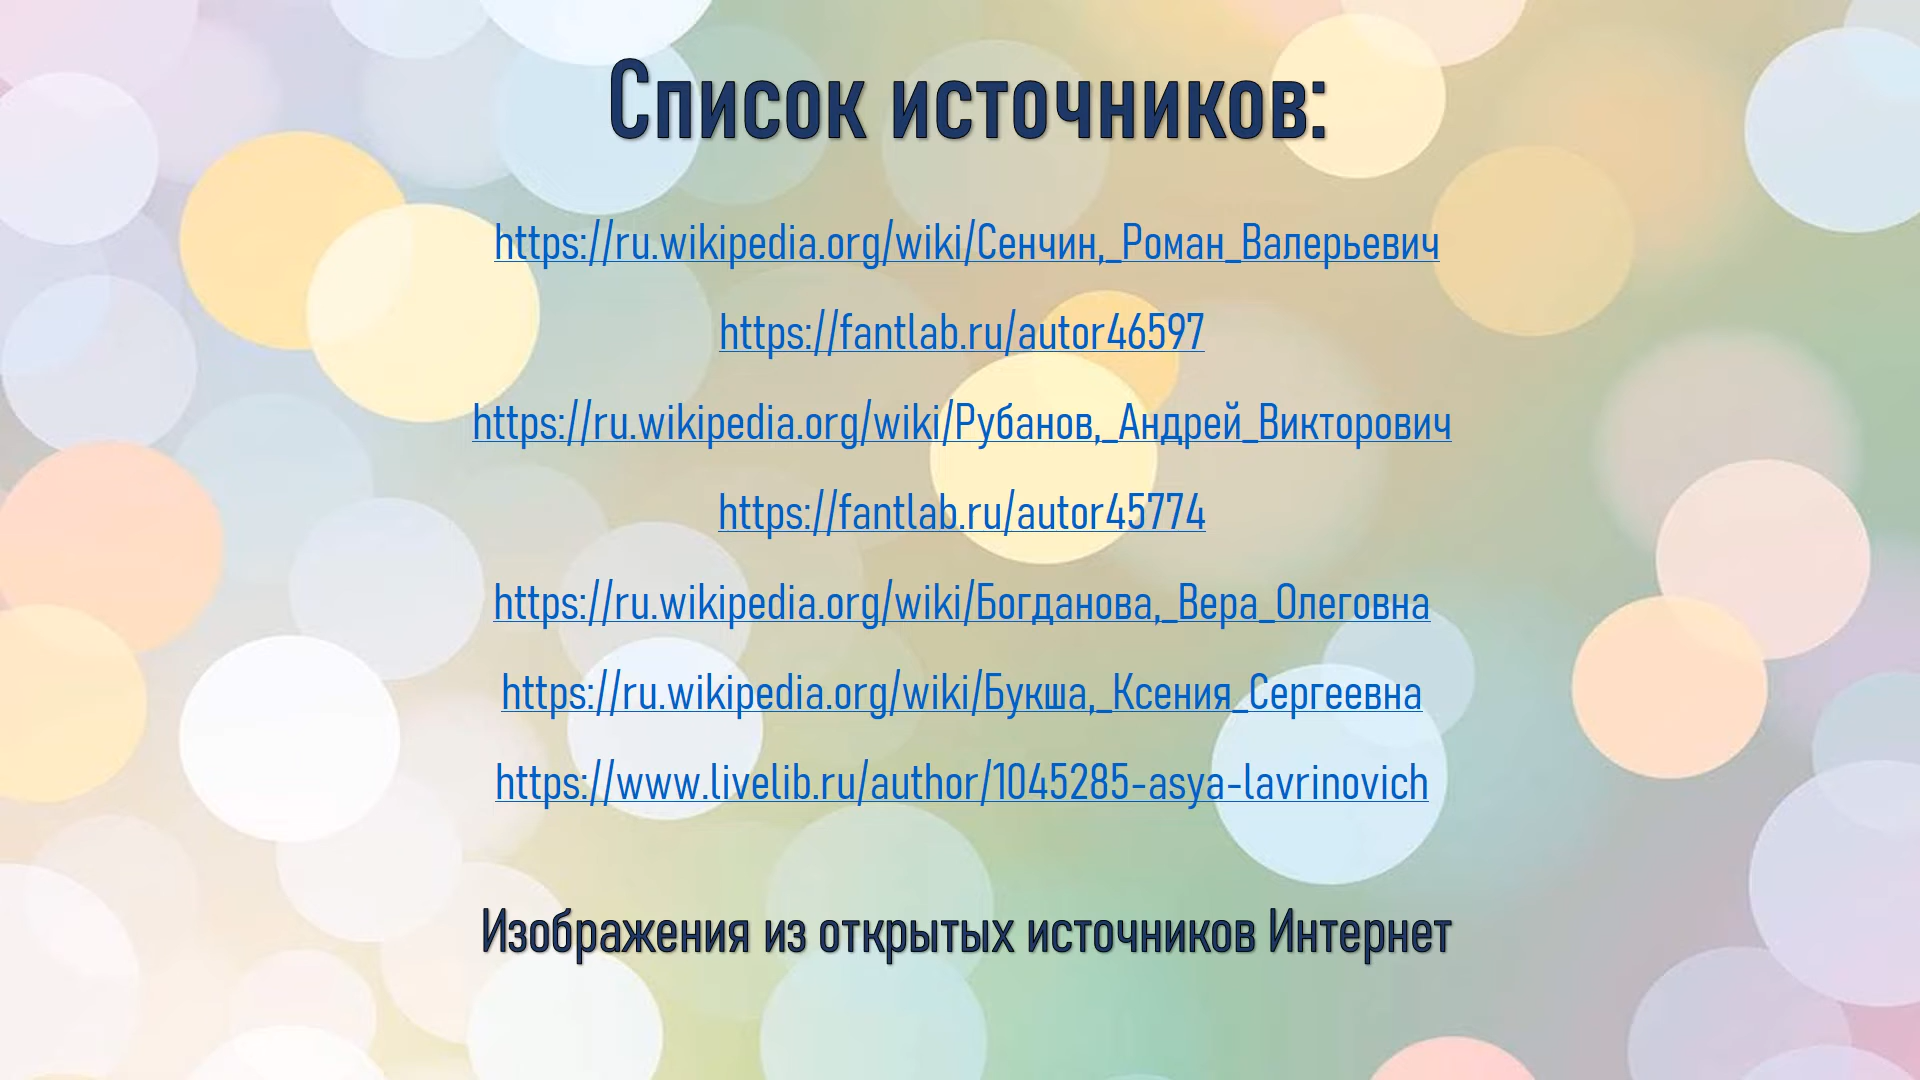 Список источников:
https://ru.wikipedia.org/wiki/Сенчин,_Роман_Валерьевич
https://fantlab.ru/autor46597
https://ru.wikipedia.org/wiki/Рубанов,_Андрей_Викторович
https://fantlab.ru/autor45774
https://ru.wikipedia.org/wiki/Богданова,_Вера_Олеговна
https://ru.wikipedia.org/wiki/Букша,_Ксения_Сергеевна
https://www.livelib.ru/author/1045285-asya-lavrinovich
Изображения из открытых источников Интернет